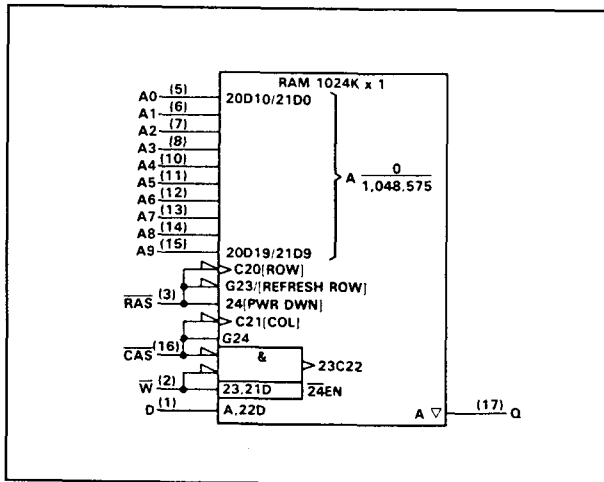 RAM 1024K x 1
A0 (5) 20D10/21D0
A1 (6)
A2 (7)
A3 (8)
A4 (10)
A5 (11)
A6 (12)
A7 (13)
A8 (14)
A9 (15) 20D19/21D9
A 0
1,048,575
C20[ROW]
G23/[REFRESH ROW]
RAS (3) 24[PWR DWN]
C21[COL]
G24
CAS (16) & 23C22
W (2) 23,21D 24EN
D (1) A,22D
A ▽ (17) Q